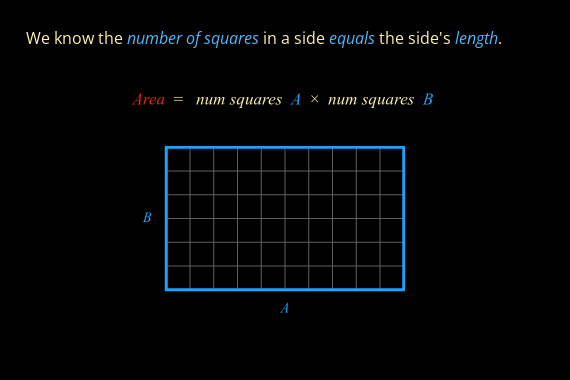 We know the number of squares in a side equals the side's length.
Area = num squares A × num squares B
B
A